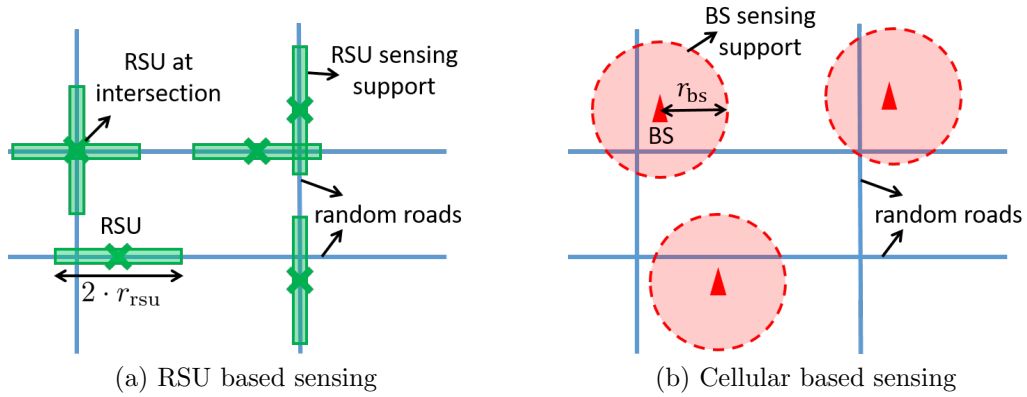 RSU at
intersection
RSU sensing
support
RSU
random roads
2 · r_rsu
(a) RSU based sensing
BS sensing
support
r_bs
BS
random roads
(b) Cellular based sensing